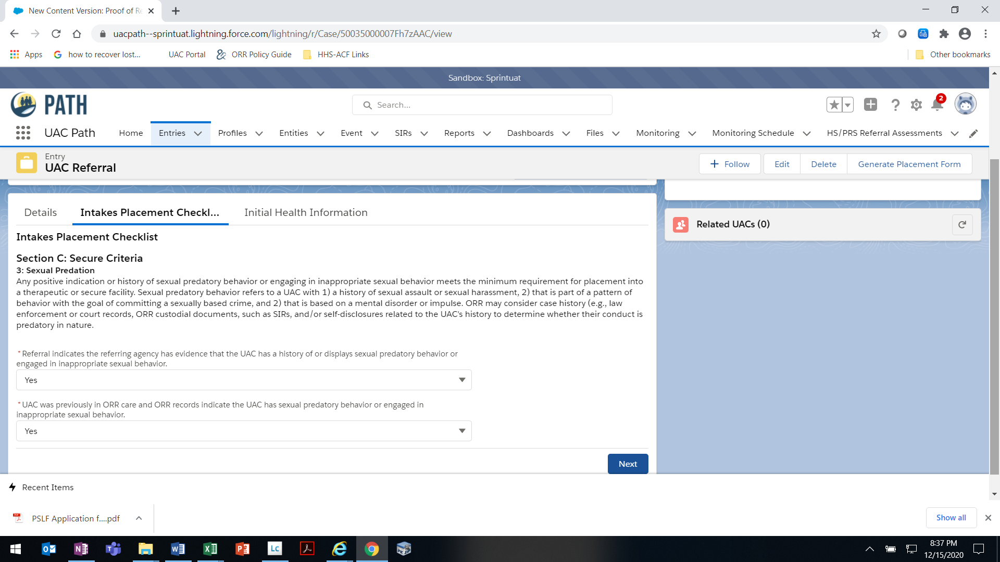 New Content Version: Proof of Re
uacpath--sprintuat.lightning.force.com/lightning/r/Case/50035000007Fh7zAAC/view
Apps how to recover lost... UAC Portal ORR Policy Guide HHS-ACF Links Other bookmarks
Sandbox: Sprintuat
PATH
Search...
2
UAC Path Home Entries Profiles Entities Event SIRs Reports Dashboards Files Monitoring Monitoring Schedule HS/PRS Referral Assessments
Entry
UAC Referral
Follow Edit Delete Generate Placement Form
Details Intakes Placement Checkl... Initial Health Information
Related UACs (0)
Intakes Placement Checklist
Section C: Secure Criteria
3: Sexual Predation
Any positive indication or history of sexual predatory behavior or engaging in inappropriate sexual behavior meets the minimum requirement for placement into
a therapeutic or secure facility. Sexual predatory behavior refers to a UAC with 1) a history of sexual assault or sexual harassment, 2) that is part of a pattern of
behavior with the goal of committing a sexually based crime, and 2) that is based on a mental disorder or impulse. ORR may consider case history (e.g., law
enforcement or court records, ORR custodial documents, such as SIRs, and/or self-disclosures related to the UAC's history to determine whether their conduct is
predatory in nature.
*Referral indicates the referring agency has evidence that the UAC has a history of or displays sexual predatory behavior or
engaged in inappropriate sexual behavior.
Yes
*UAC was previously in ORR care and ORR records indicate the UAC has sexual predatory behavior or engaged in
inappropriate sexual behavior.
Yes
Next
Recent Items
PSLF Application f....pdf
Show all
8:37 PM
12/15/2020